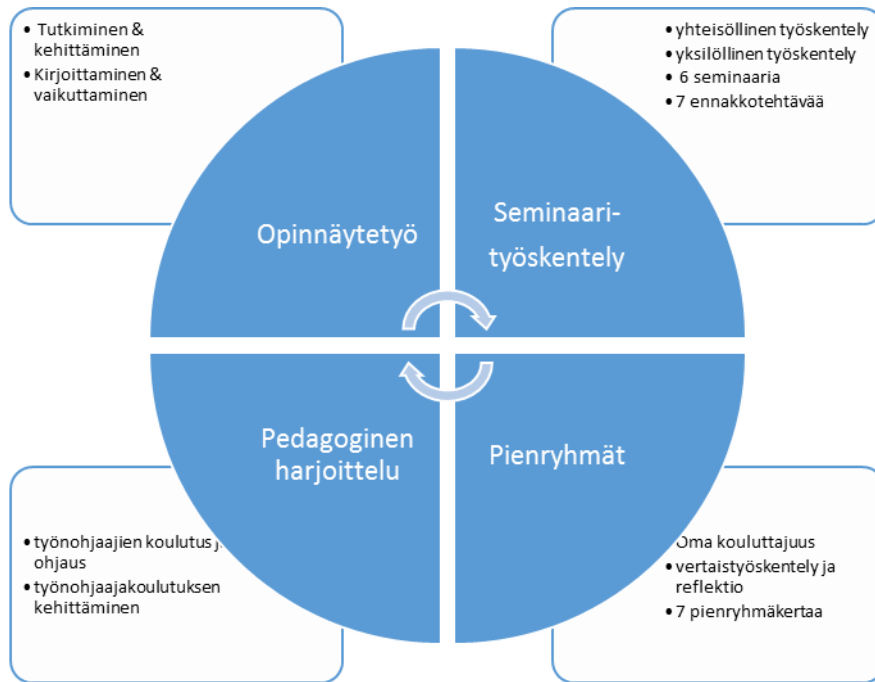 • Tutkiminen &
kehittäminen
• Kirjoittaminen &
vaikuttaminen
• yhteisöllinen työskentely
• yksilöllinen työskentely
• 6 seminaaria
• 7 ennakkotehtävää
Opinnäytetyö
Seminaari-
työskentely
Pedagoginen
harjoittelu
Pienryhmät
• työnohjaajien koulutus
ohjaus
• työnohjaajakoulutuksen
kehittäminen
Oma kouluttajuus
• vertaistyöskentely ja
reflektio
• 7 pienryhmäkertaa